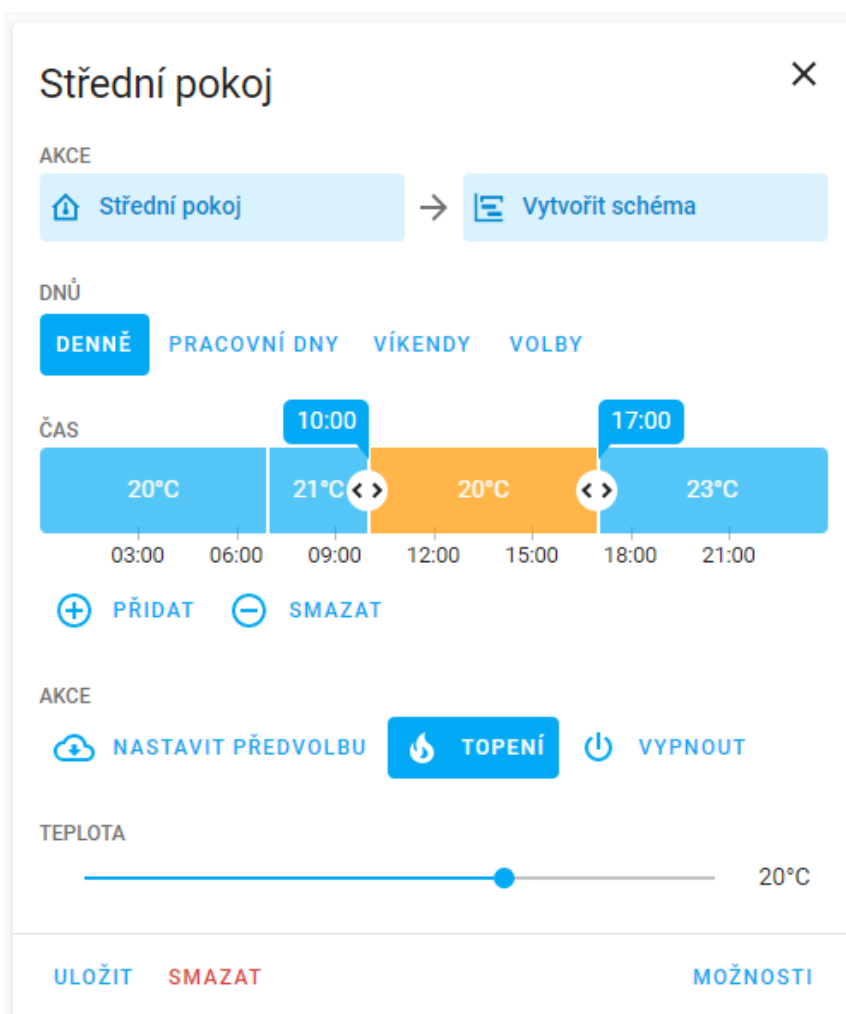 Střední pokoj
AKCE
Střední pokoj
Vytvořit schéma
DNŮ
DENNĚ PRACOVNÍ DNY VÍKENDY VOLBY
ČAS
10:00 17:00
20°C 21°C 20°C 23°C
03:00 06:00 09:00 12:00 15:00 18:00 21:00
PŘIDAT SMAZAT
AKCE
NASTAVIT PŘEDVOLBU TOPENÍ VYPNOUT
TEPLOTA
20°C
ULOŽIT SMAZAT MOŽNOSTI